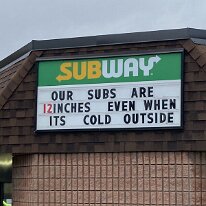 SUBWAY
OUR SUBS ARE
12INCHES EVEN WHEN
ITS COLD OUTSIDE